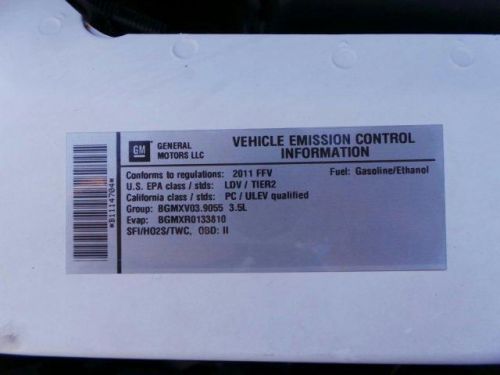 GM
GENERAL MOTORS LLC
VEHICLE EMISSION CONTROL
INFORMATION
Conforms to regulations: 2011 FFV Fuel: Gasoline/Ethanol
U.S. EPA class / stds: LDV / TIER2
California class / stds: PC / ULEV qualified
Group: BGMXV03.9055 3.5L
Evap: BGMXR0133810
SFI/HO2S/TWC, OBD: II
*B1114704*